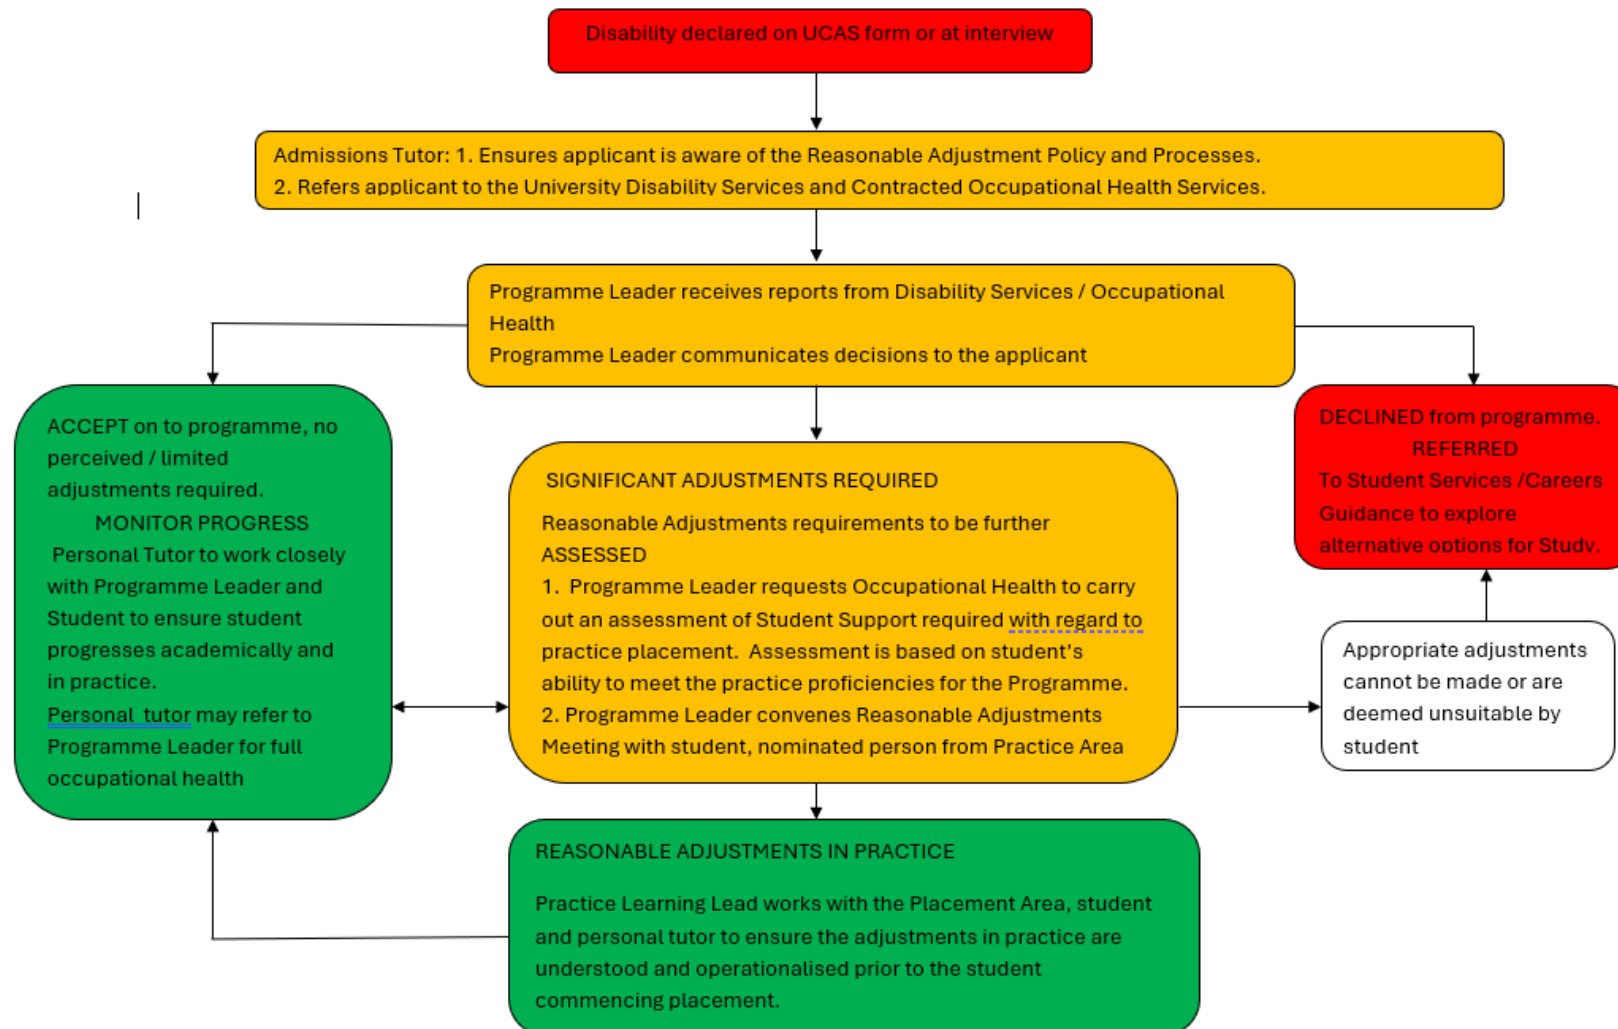 Disability declared on UCAS form or at interview
Admissions Tutor: 1. Ensures applicant is aware of the Reasonable Adjustment Policy and Processes.
2. Refers applicant to the University Disability Services and Contracted Occupational Health Services.
Programme Leader receives reports from Disability Services / Occupational
Health
Programme Leader communicates decisions to the applicant
ACCEPT on to programme, no
perceived / limited
adjustments required.
MONITOR PROGRESS
Personal Tutor to work closely
with Programme Leader and
Student to ensure student
progresses academically and
in practice.
Personal tutor may refer to
Programme Leader for full
occupational health
SIGNIFICANT ADJUSTMENTS REQUIRED
Reasonable Adjustments requirements to be further
ASSESSED
1. Programme Leader requests Occupational Health to carry
out an assessment of Student Support required with regard to
practice placement. Assessment is based on student's
ability to meet the practice proficiencies for the Programme.
2. Programme Leader convenes Reasonable Adjustments
Meeting with student, nominated person from Practice Area
DECLINED from programme.
REFERRED
To Student Services /Careers
Guidance to explore
alternative options for Study.
Appropriate adjustments
cannot be made or are
deemed unsuitable by
student
REASONABLE ADJUSTMENTS IN PRACTICE
Practice Learning Lead works with the Placement Area, student
and personal tutor to ensure the adjustments in practice are
understood and operationalised prior to the student
commencing placement.